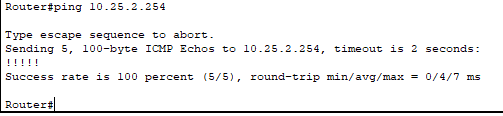 Router#ping 10.25.2.254
Type escape sequence to abort.
Sending 5, 100-byte ICMP Echos to 10.25.2.254, timeout is 2 seconds:
!!!!!
Success rate is 100 percent (5/5), round-trip min/avg/max = 0/4/7 ms
Router#